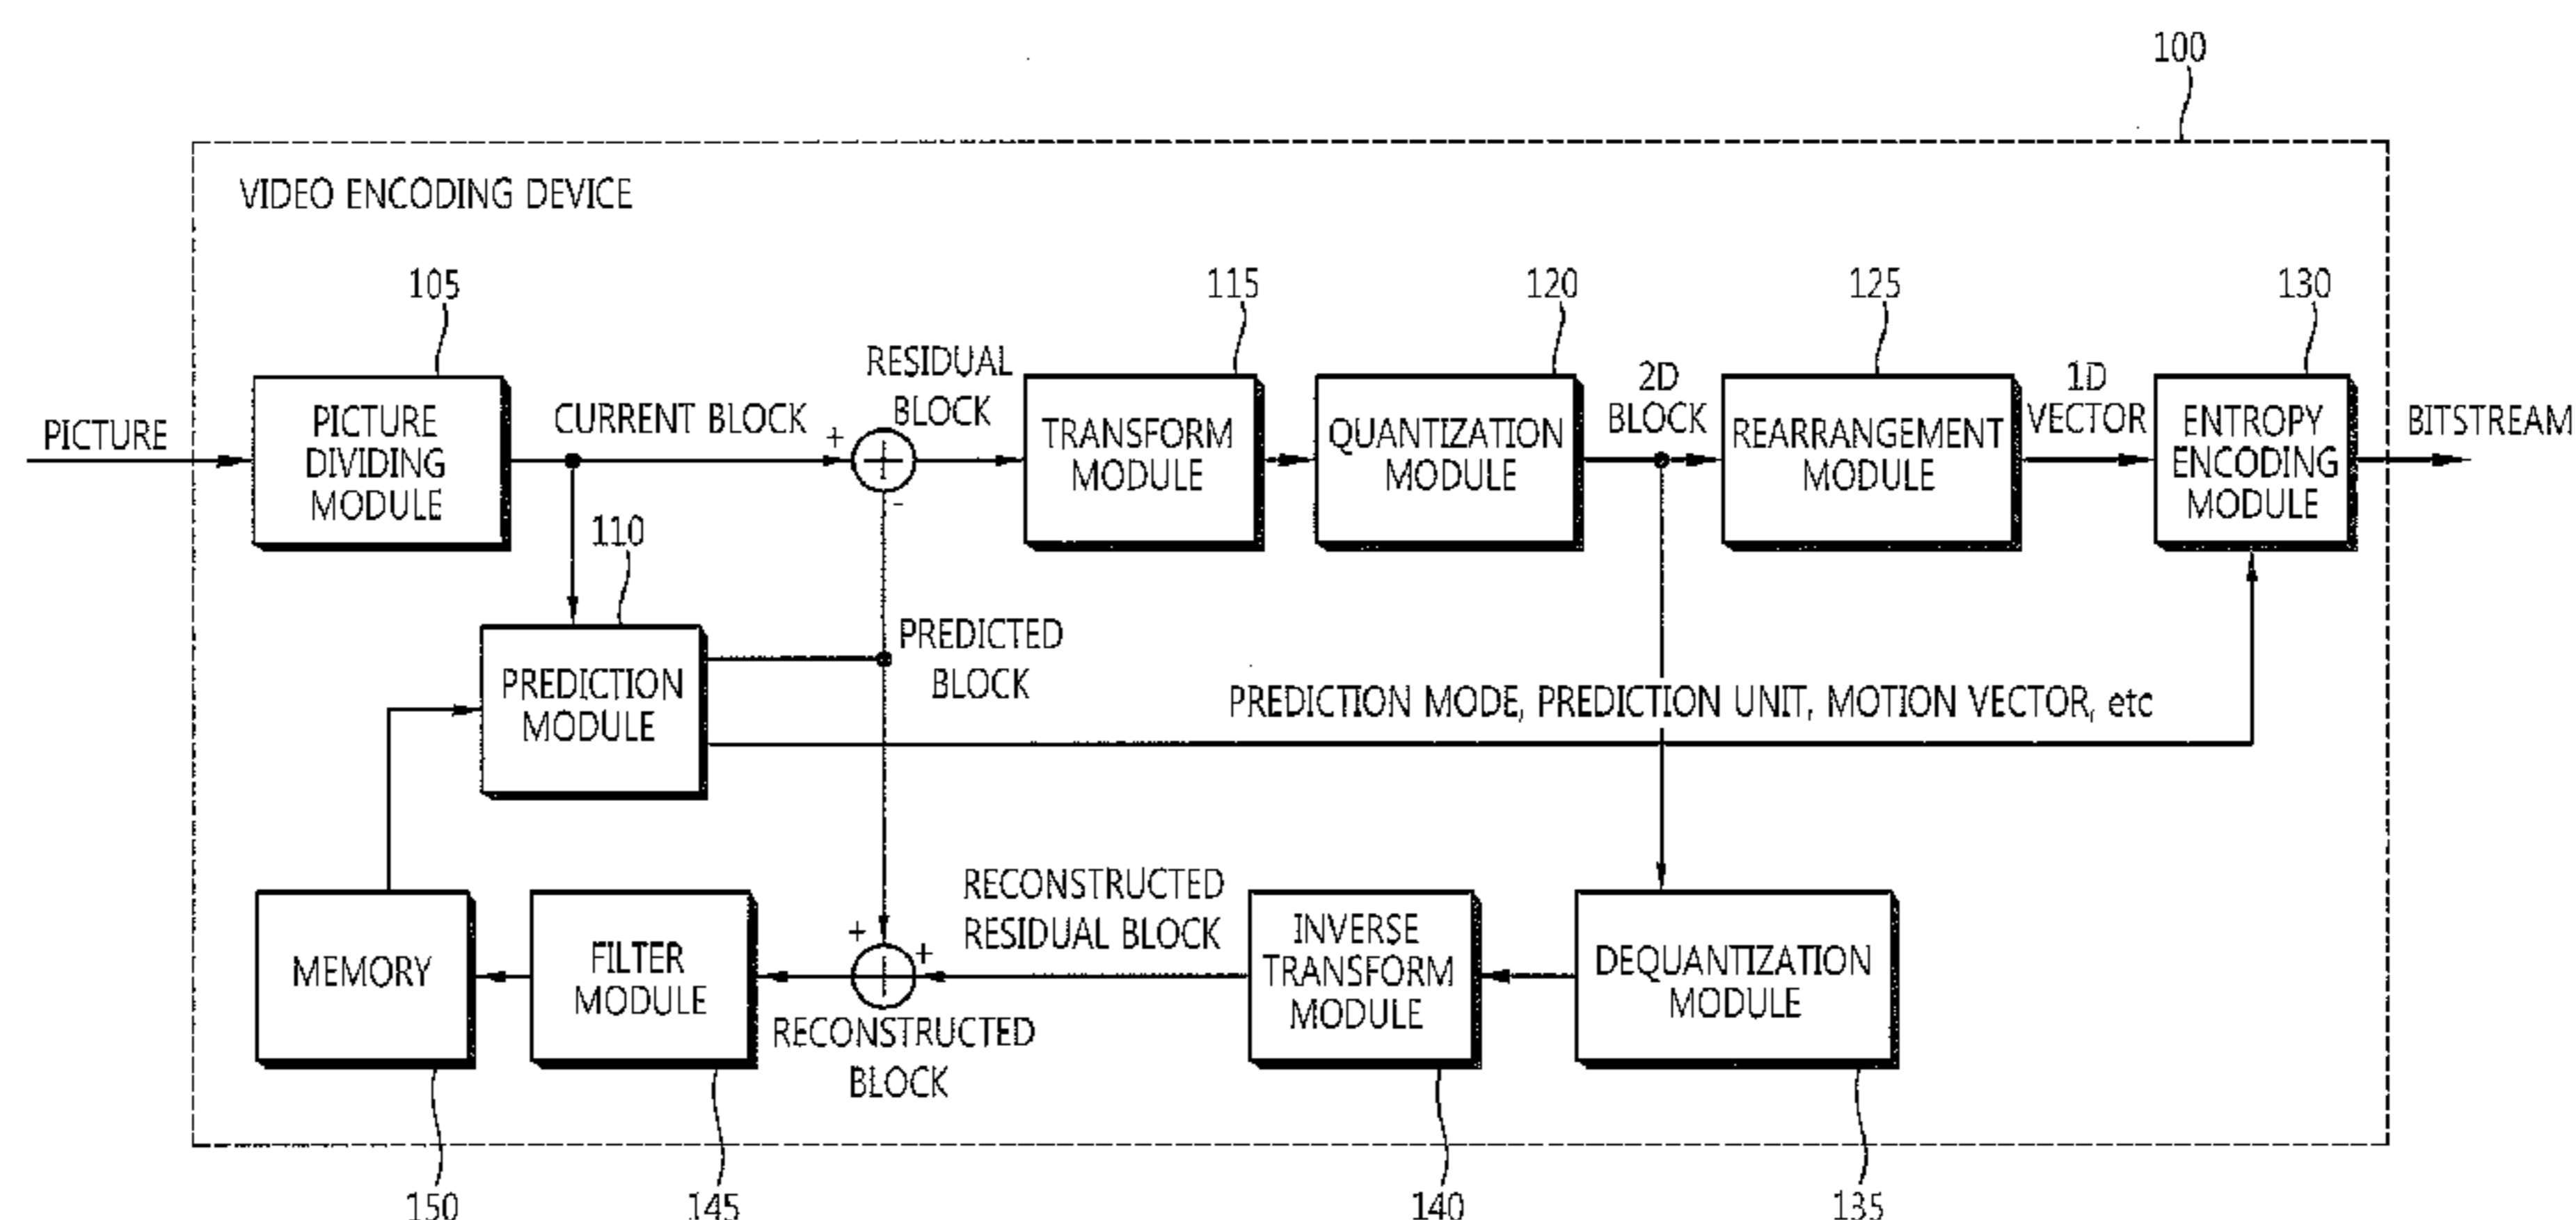 100
VIDEO ENCODING DEVICE
105
115
120
125
130
PICTURE
PICTURE
DIVIDING
MODULE
CURRENT BLOCK
+
-
RESIDUAL
BLOCK
TRANSFORM
MODULE
QUANTIZATION
MODULE
2D
BLOCK
REARRANGEMENT
MODULE
1D
VECTOR
ENTROPY
ENCODING
MODULE
BITSTREAM
110
PREDICTION
MODULE
PREDICTED
BLOCK
PREDICTION MODE, PREDICTION UNIT, MOTION VECTOR, etc
MEMORY
FILTER
MODULE
+
+
RECONSTRUCTED
BLOCK
RECONSTRUCTED
RESIDUAL BLOCK
INVERSE
TRANSFORM
MODULE
DEQUANTIZATION
MODULE
150
145
140
135